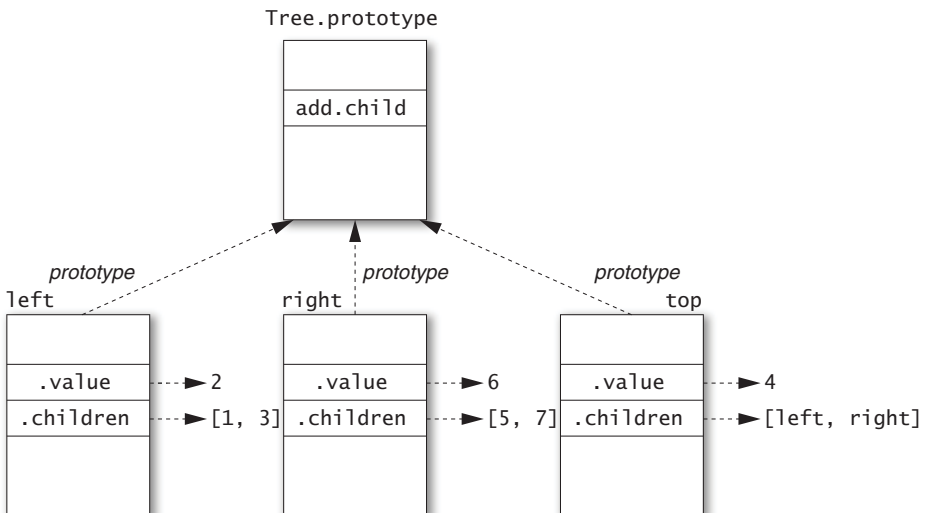 Tree.prototype
add.child
prototype prototype prototype
left right top
.value 2 .value 6 .value 4
.children [1, 3] .children [5, 7] .children [left, right]